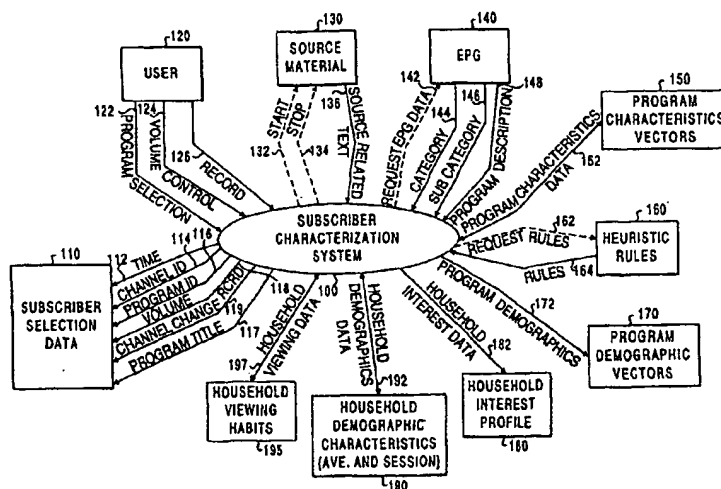 120
USER
130
SOURCE
MATERIAL
140
EPG
150
PROGRAM
CHARACTERISTICS
VECTORS
122
PROGRAM
SELECTION
124
VOLUME
CONTROL
126
RECORD
START
132
STOP
134
136
SOURCE RELATED
TEXT
142
REQUEST EPG DATA
144
CATEGORY
146
SUB CATEGORY
148
PROGRAM DESCRIPTION
PROGRAM CHARACTERISTICS
DATA
152
SUBSCRIBER
CHARACTERIZATION
SYSTEM
100
REQUEST RULES
162
RULES
164
160
HEURISTIC
RULES
110
SUBSCRIBER
SELECTION
DATA
112
TIME
114
CHANNEL ID
116
PROGRAM ID
VOLUME
RCRD
118
CHANNEL CHANGE
119
PROGRAM TITLE
117
HOUSEHOLD
VIEWING DATA
197
HOUSEHOLD
DEMOGRAPHICS
DATA
192
HOUSEHOLD
INTEREST DATA
182
PROGRAM DEMOGRAPHICS
172
170
PROGRAM
DEMOGRAPHIC
VECTORS
HOUSEHOLD
VIEWING
HABITS
195
HOUSEHOLD
DEMOGRAPHIC
CHARACTERISTICS
(AVE. AND SESSION)
190
HOUSEHOLD
INTEREST
PROFILE
180